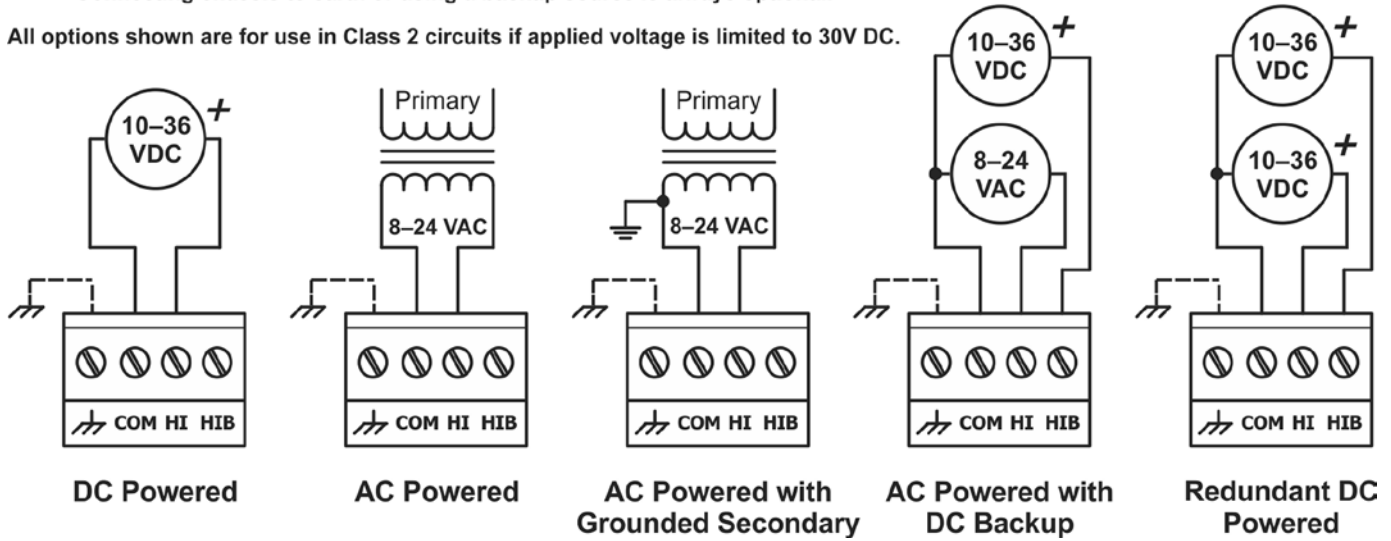 All options shown are for use in Class 2 circuits if applied voltage is limited to 30V DC.
10–36
VDC
+
COM HI HIB
DC Powered
Primary
8–24 VAC
COM HI HIB
AC Powered
Primary
8–24 VAC
COM HI HIB
AC Powered with
Grounded Secondary
10–36
VDC
+
8–24
VAC
COM HI HIB
AC Powered with
DC Backup
10–36
VDC
+
10–36
VDC
+
COM HI HIB
Redundant DC
Powered